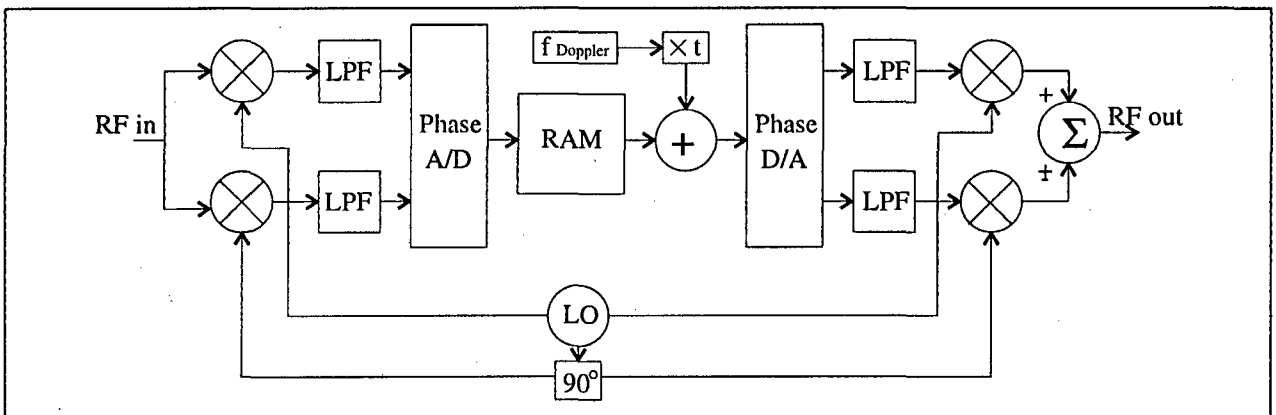 f Doppler
× t
LPF
LPF
RF in
Phase
A/D
RAM
+
Phase
D/A
+
Σ
RF out
+
LPF
LPF
LO
90°